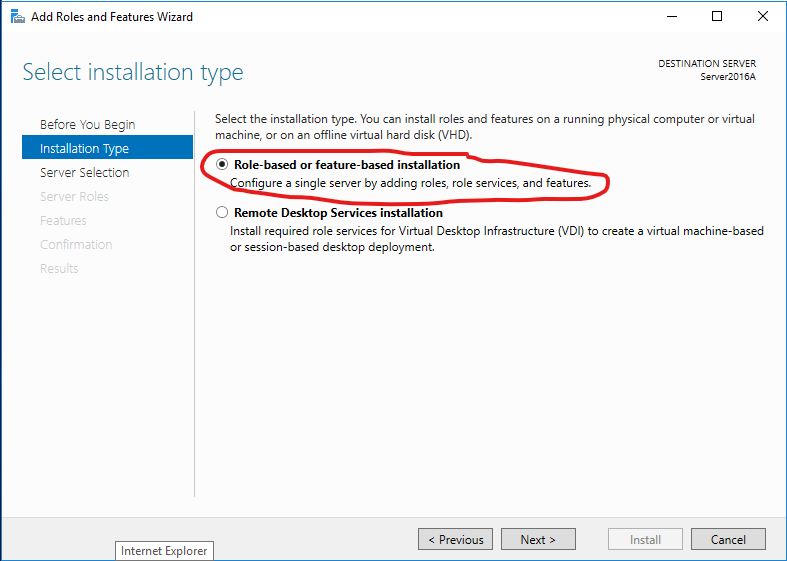 Add Roles and Features Wizard
Select installation type
DESTINATION SERVER
Server2016A
Before You Begin
Installation Type
Server Selection
Server Roles
Features
Confirmation
Results
Select the installation type. You can install roles and features on a running physical computer or virtual
machine, or on an offline virtual hard disk (VHD).
Role-based or feature-based installation
Configure a single server by adding roles, role services, and features.
Remote Desktop Services installation
Install required role services for Virtual Desktop Infrastructure (VDI) to create a virtual machine-based
or session-based desktop deployment.
< Previous
Next >
Install
Cancel
Internet Explorer